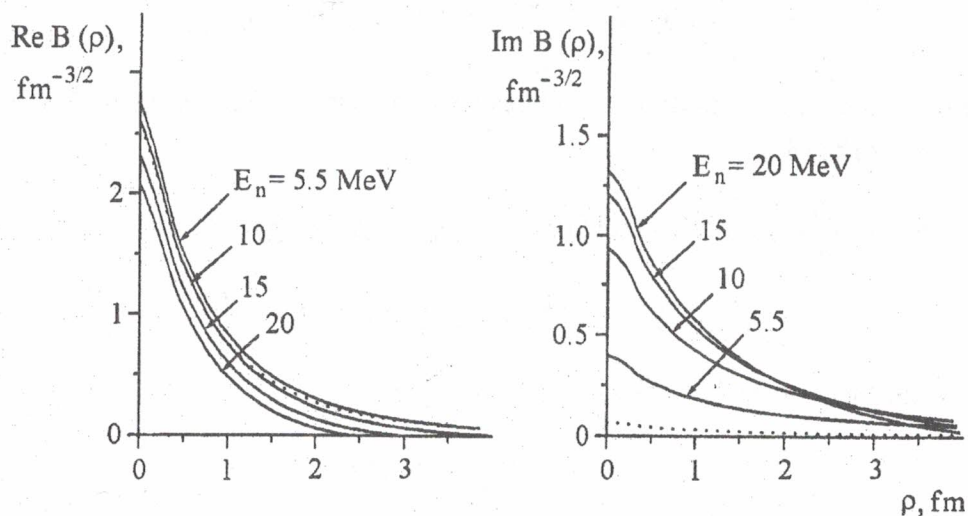 Re B (ρ),
fm⁻³/²
2
1
0
E_n = 5.5 MeV
10
15
20
0 1 2 3
Im B (ρ),
fm⁻³/²
1.5
1.0
0.5
0
E_n = 20 MeV
15
10
5.5
0 1 2 3
ρ, fm